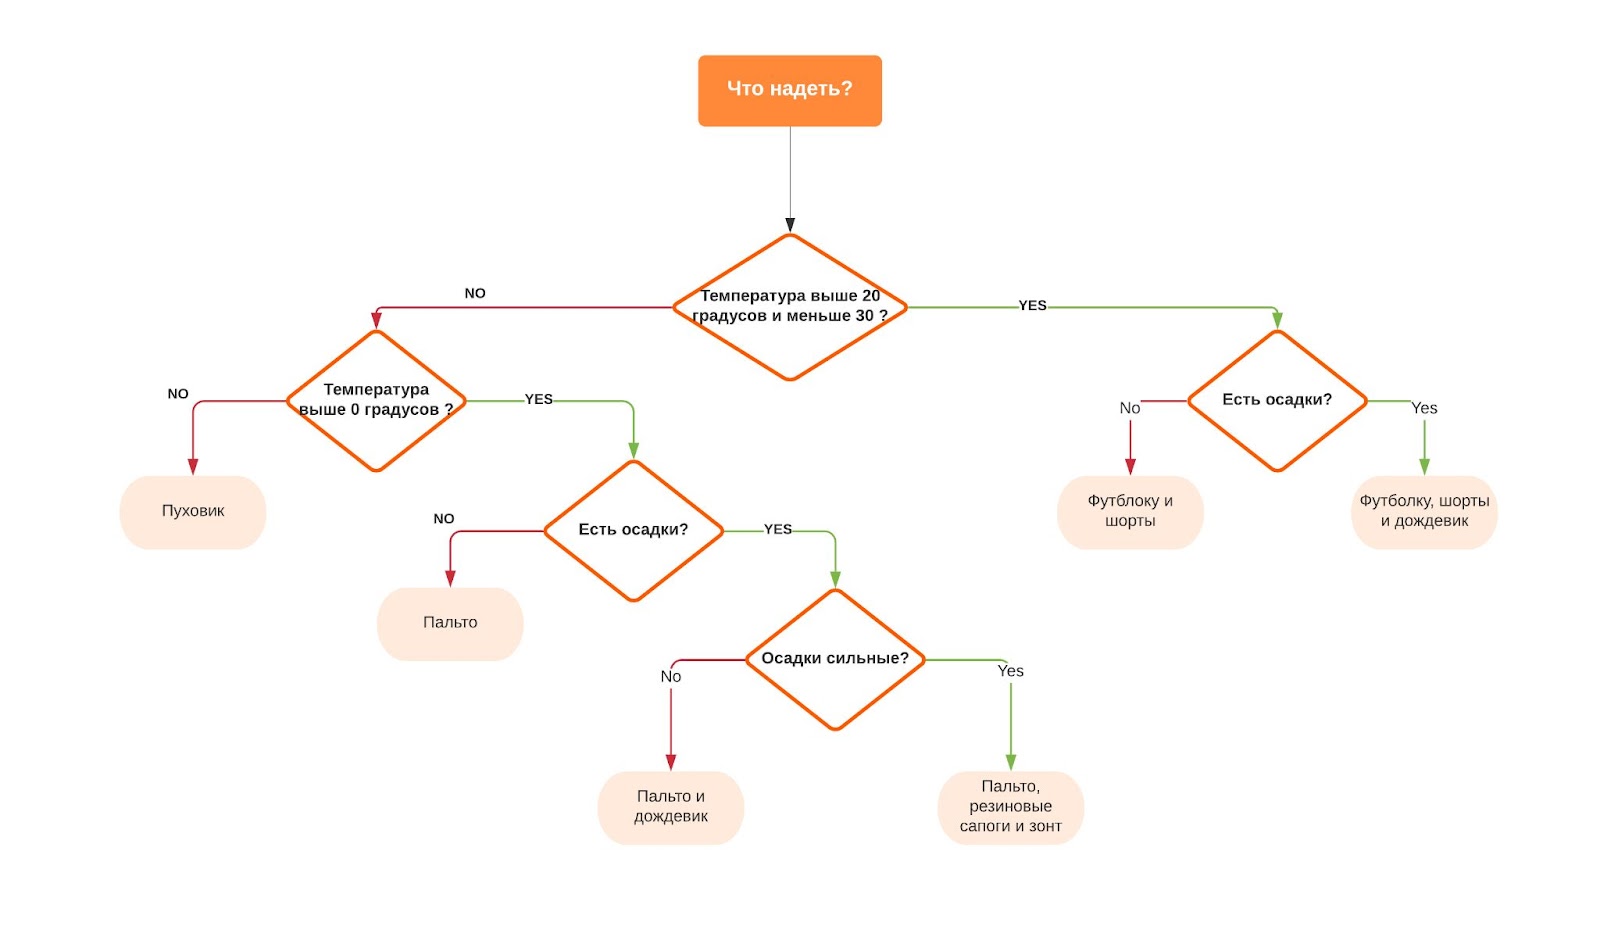 Что надеть?
Температура выше 20
градусов и меньше 30 ?
NO
YES
Температура
выше 0 градусов ?
NO
YES
Есть осадки?
No
Yes
Пуховик
Футблоку и
шорты
Футболку, шорты
и дождевик
Есть осадки?
NO
YES
Пальто
Осадки сильные?
No
Yes
Пальто и
дождевик
Пальто,
резиновые
сапоги и зонт